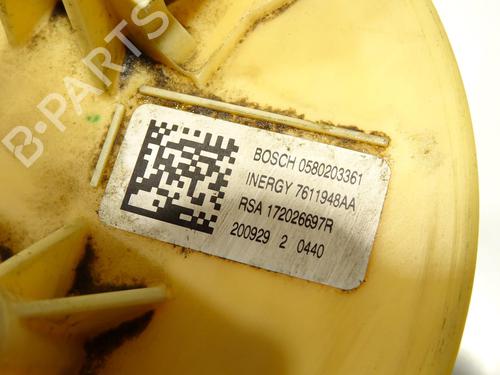 B-PARTS
BOSCH 0580203361
INERGY 7611948AA
RSA 172026697R
200929 2 0440